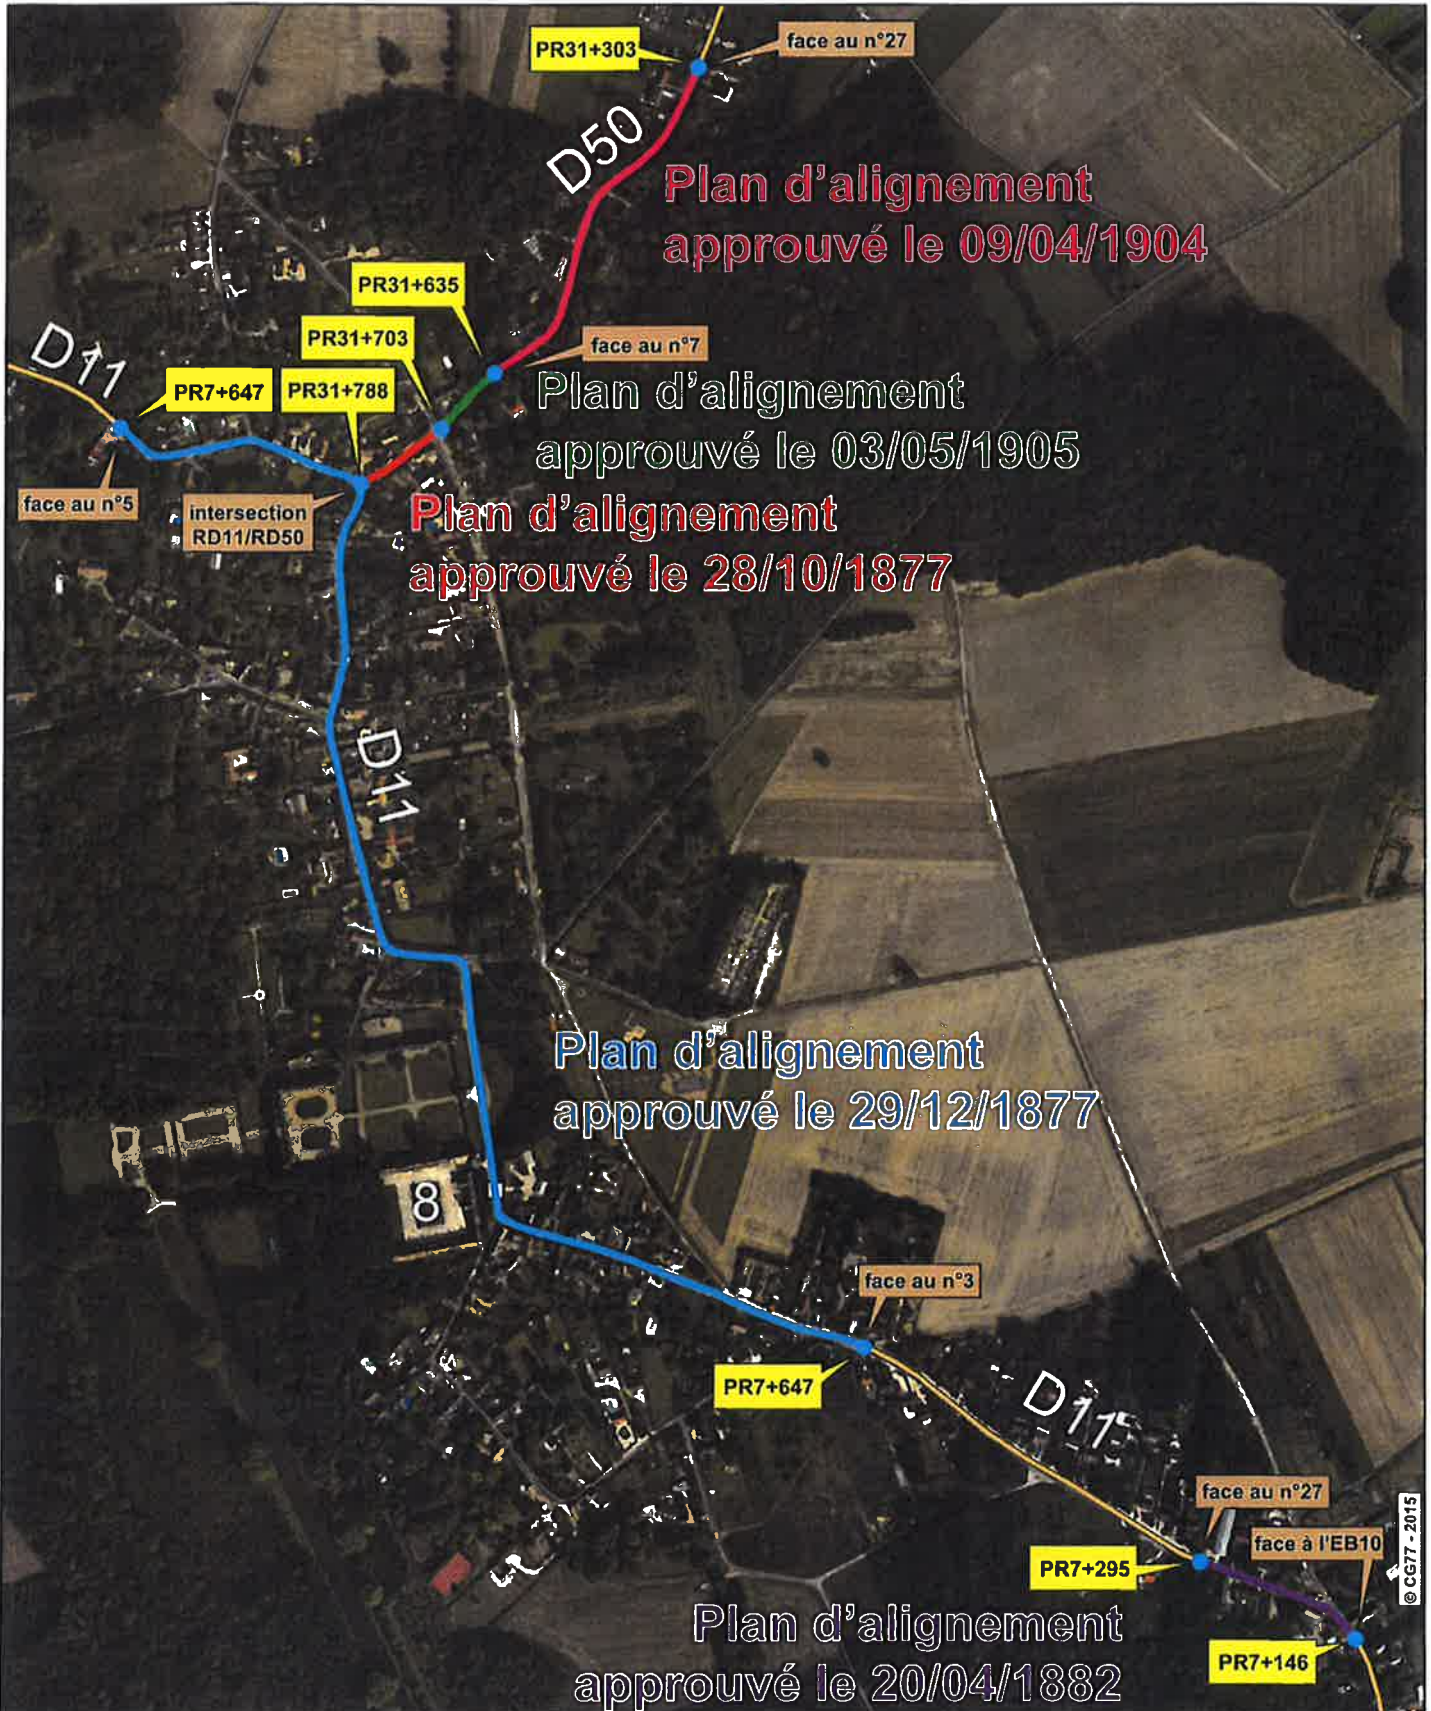 PR31+303
face au n°27
D50
Plan d'alignement
approuvé le 09/04/1904
PR31+635
PR31+703
face au n°7
D11
PR7+647
PR31+788
Plan d'alignement
approuvé le 03/05/1905
face au n°5
intersection
RD11/RD50
Plan d'alignement
approuvé le 28/10/1877
D11
Plan d'alignement
approuvé le 29/12/1877
8
face au n°3
PR7+647
D11
face au n°27
face à l'EB10
PR7+295
© CG77 - 2015
Plan d'alignement
approuvé le 20/04/1882
PR7+146